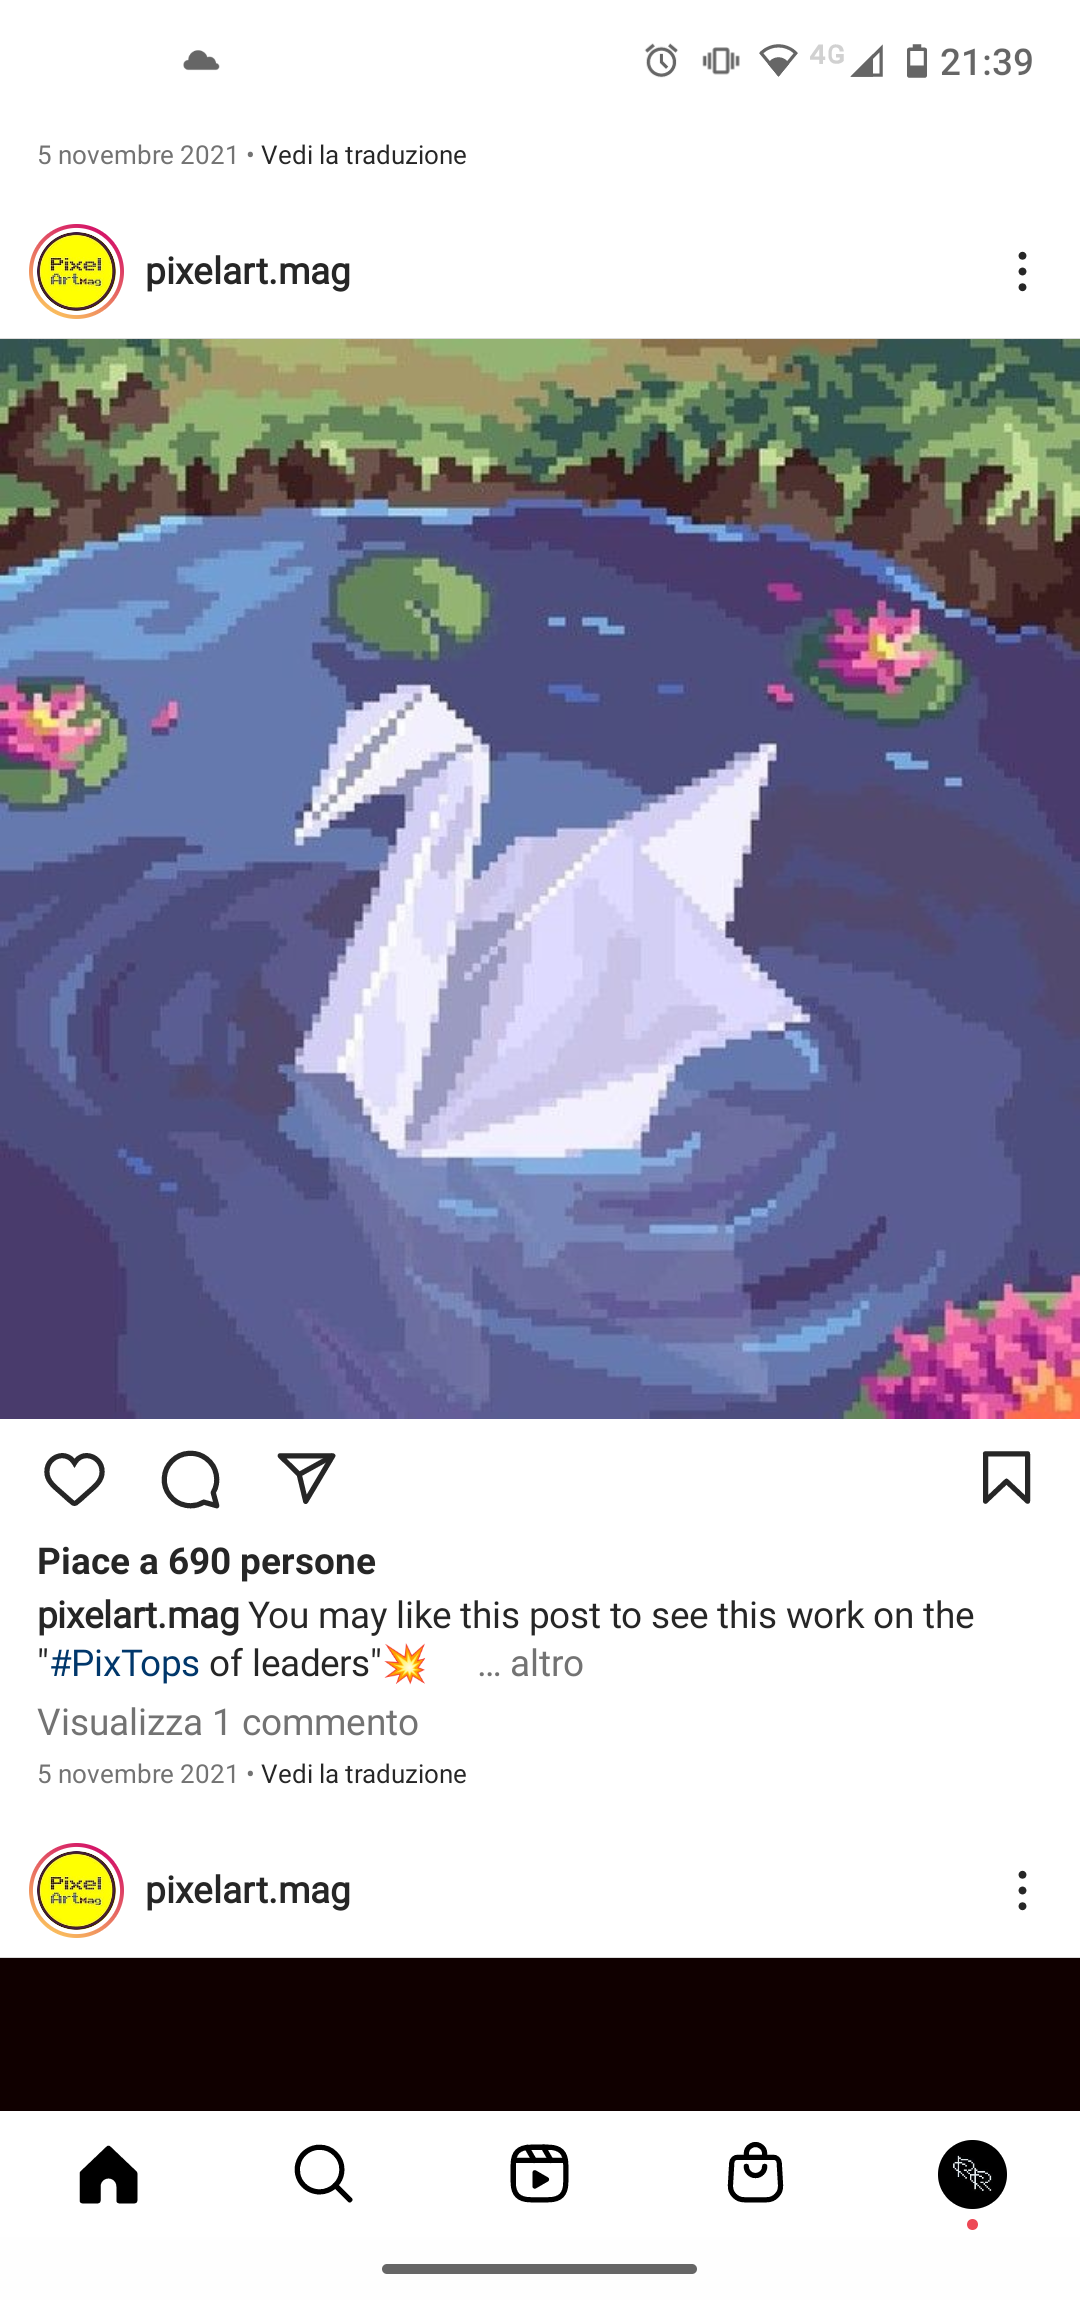 4G 21:39
5 novembre 2021 • Vedi la traduzione
Pixel
ArtMag
pixelart.mag
Piace a 690 persone
pixelart.mag You may like this post to see this work on the
"#PixTops of leaders"💥 ... altro
Visualizza 1 commento
5 novembre 2021 • Vedi la traduzione
Pixel
ArtMag
pixelart.mag